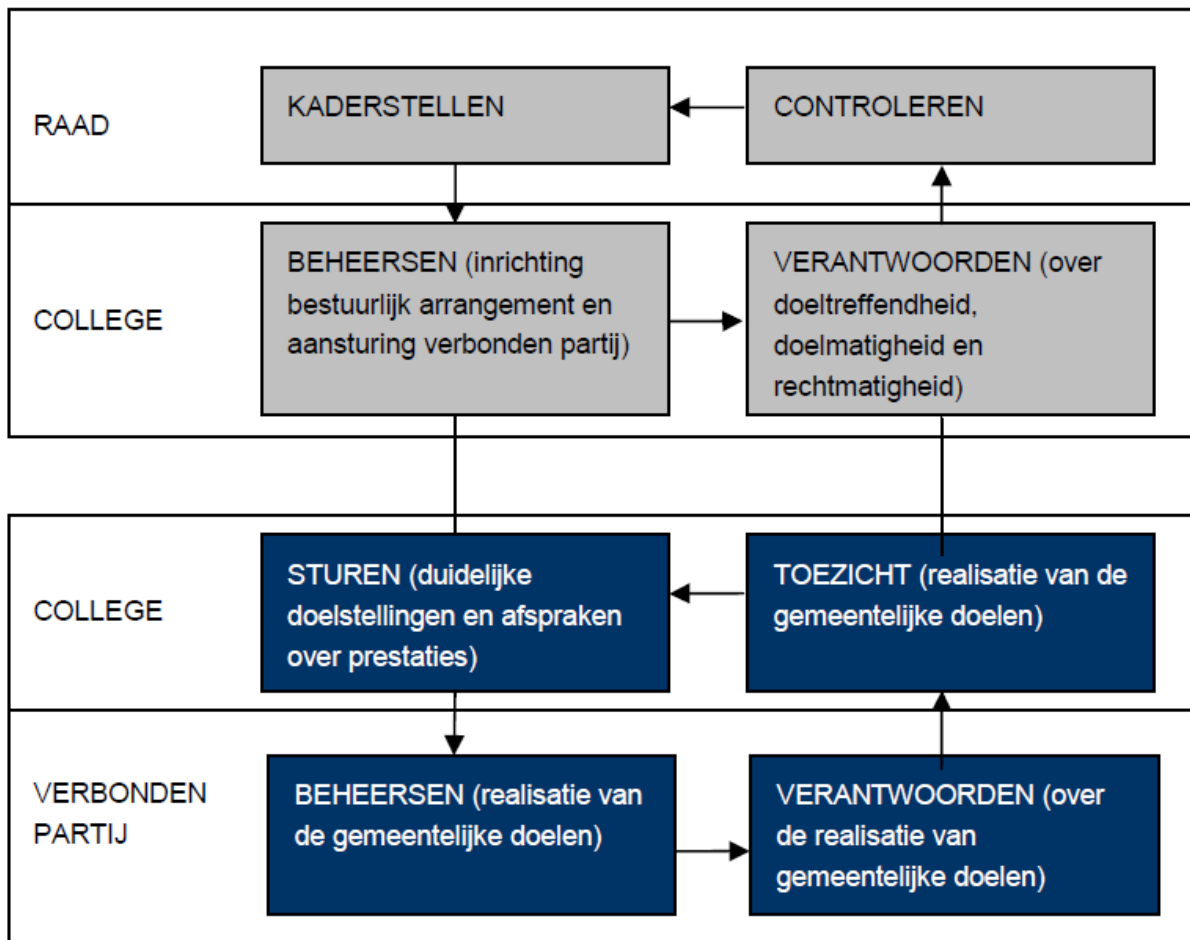 RAAD
KADERSTELLEN
CONTROLEREN
COLLEGE
BEHEERSEN (inrichting
bestuurlijk arrangement en
aansturing verbonden partij)
VERANTWOORDEN (over
doeltreffendheid,
doelmatigheid en
rechtmatigheid)
COLLEGE
STUREN (duidelijke
doelstellingen en afspraken
over prestaties)
TOEZICHT (realisatie van de
gemeentelijke doelen)
VERBONDEN
PARTIJ
BEHEERSEN (realisatie van
de gemeentelijke doelen)
VERANTWOORDEN (over
de realisatie van
gemeentelijke doelen)